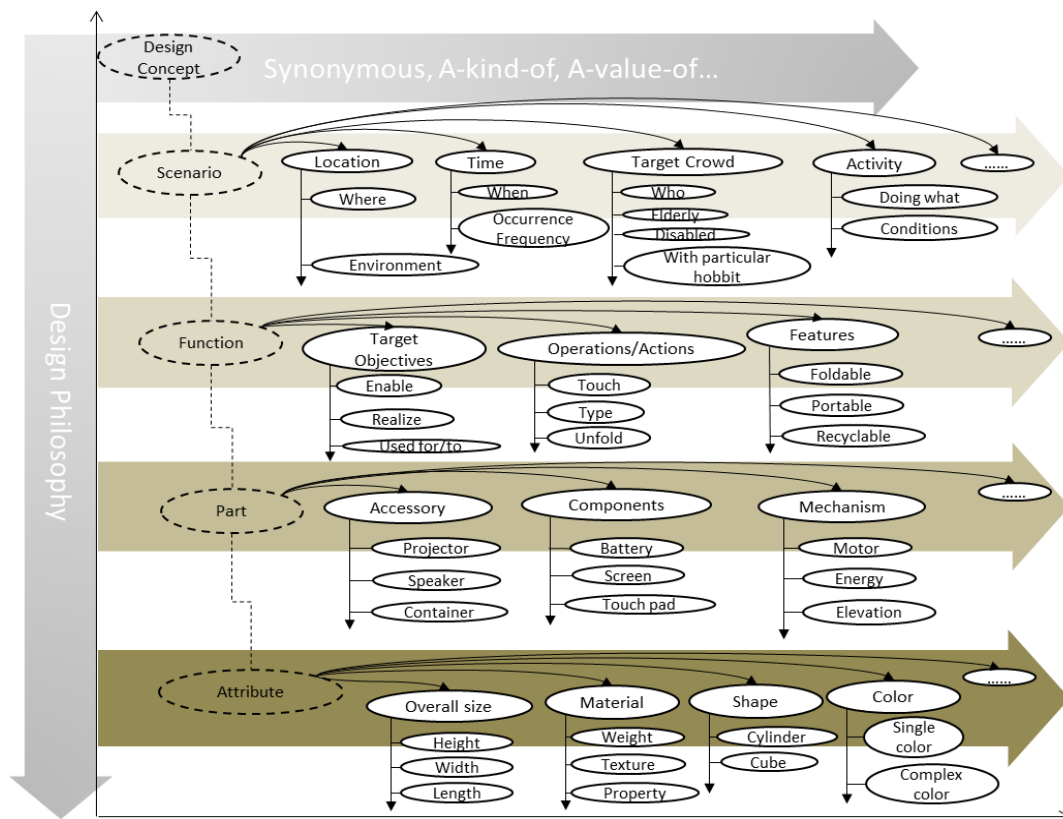 Design
Concept
Synonymous, A-kind-of, A-value-of...
Design Philosophy
Scenario
Location
Time
Target Crowd
Activity
......
Where
Environment
When
Occurrence
Frequency
Who
Elderly
Disabled
With particular
hobbit
Doing what
Conditions
Function
Target
Objectives
Operations/Actions
Features
......
Enable
Realize
Used for/to
Touch
Type
Unfold
Foldable
Portable
Recyclable
Part
Accessory
Components
Mechanism
......
Projector
Speaker
Container
Battery
Screen
Touch pad
Motor
Energy
Elevation
Attribute
Overall size
Material
Shape
Color
......
Height
Width
Length
Weight
Texture
Property
Cylinder
Cube
Single
color
Complex
color